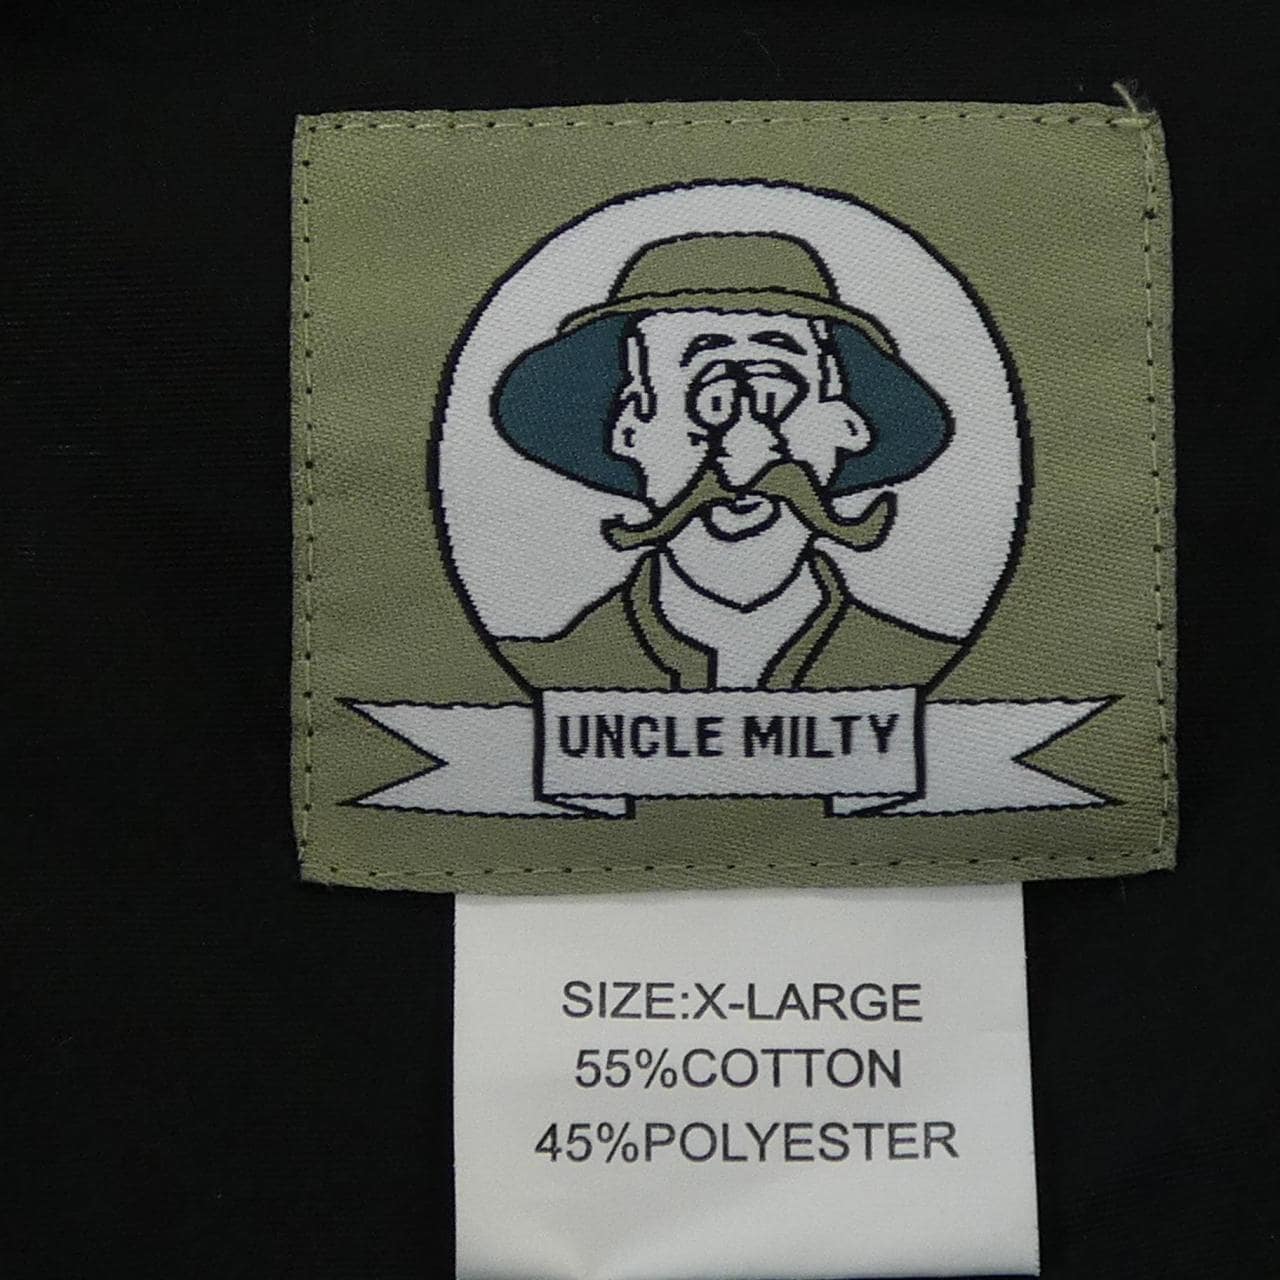 UNCLE MILTY
SIZE:X-LARGE
55%COTTON
45%POLYESTER